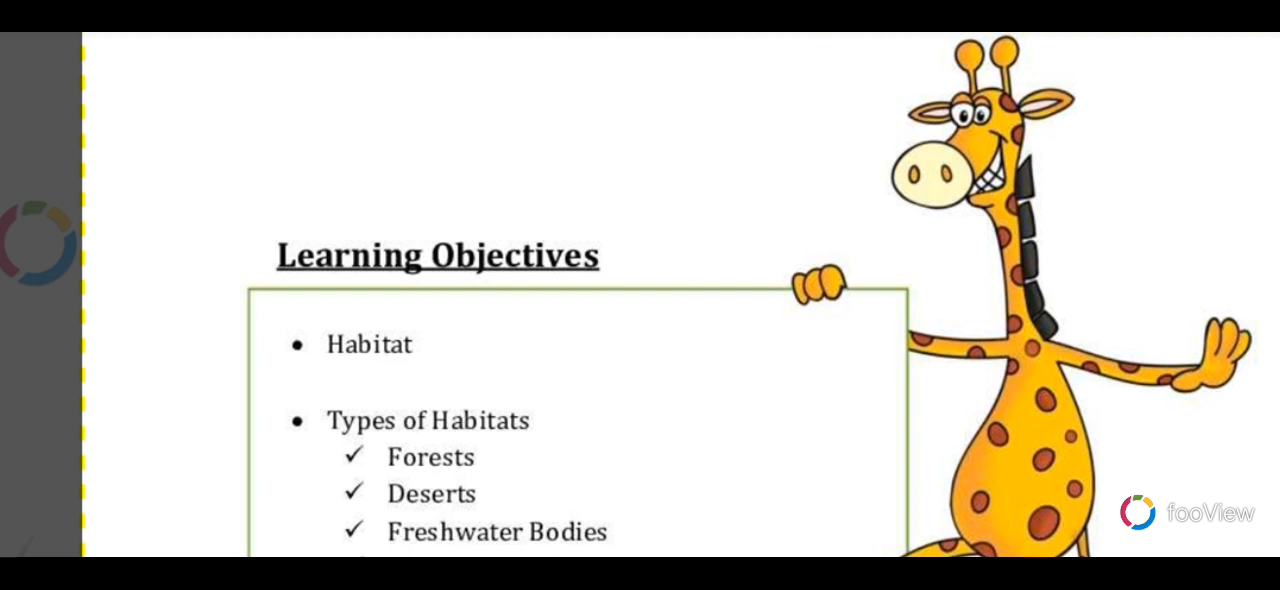 Learning Objectives
• Habitat
• Types of Habitats
✓ Forests
✓ Deserts
✓ Freshwater Bodies
fooView